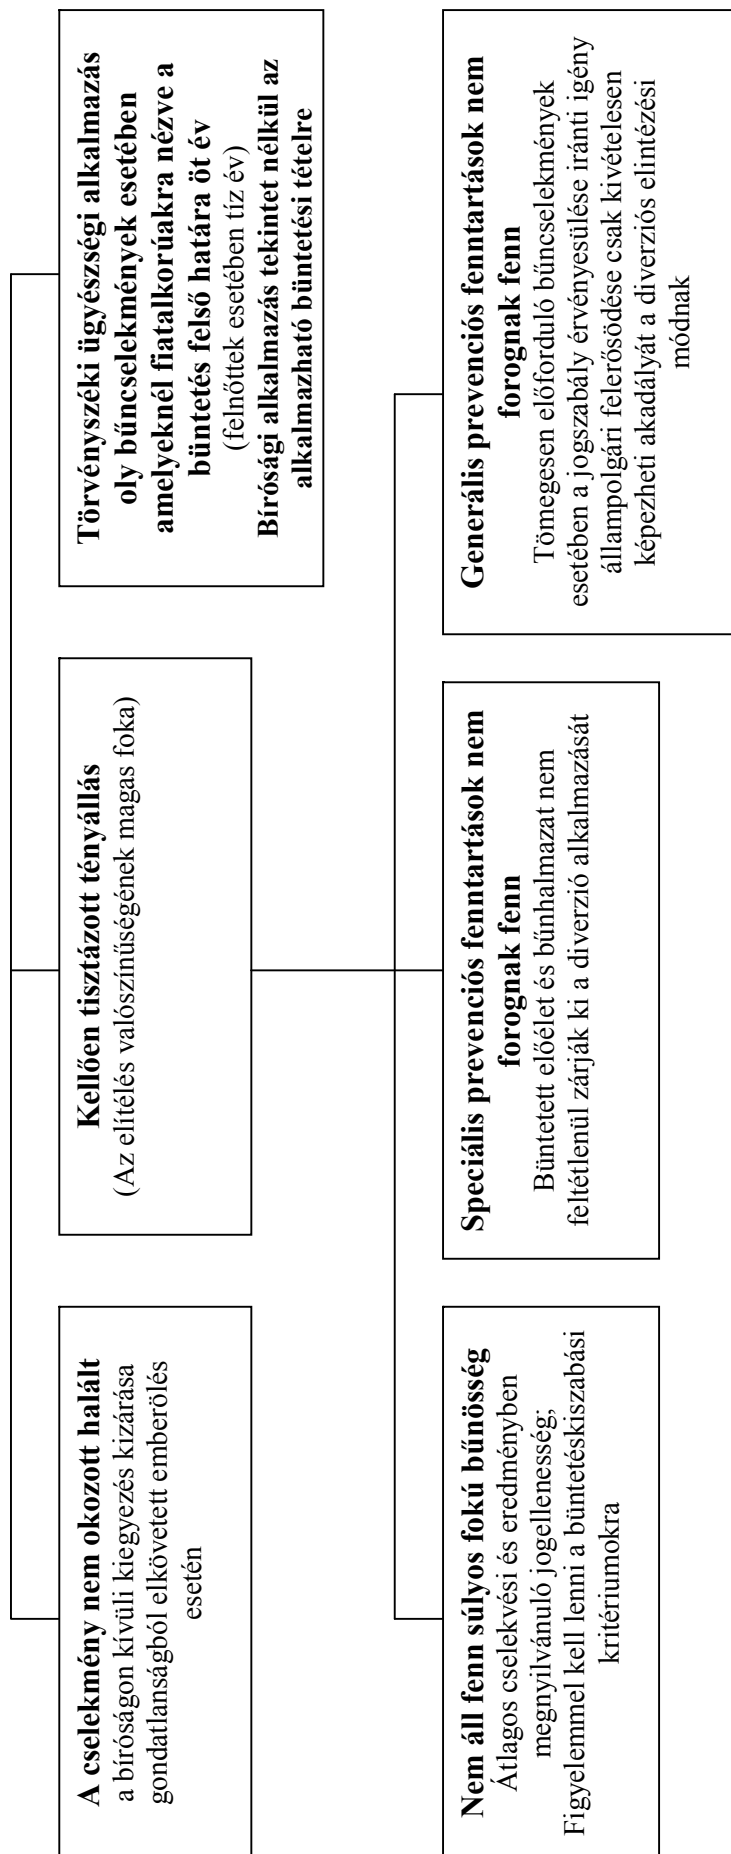 A cselekmény nem okozott halált
a bíróságon kívüli kiegyezés kizárása
gondatlanságból elkövetett emberölés
esetén
Kellően tisztázott tényállás
(Az elítélés valószínűségének magas foka)
Törvényszéki ügyészségi alkalmazás
oly bűncselekmények esetében
amelyeknél fiatalkorúakra nézve a
büntetés felső határa öt év
(felnőttek esetében tíz év)
Bírósági alkalmazás tekintet nélkül az
alkalmazható büntetési tételre
Nem áll fenn súlyos fokú bűnösség
Átlagos cselekvési és eredményben
megnyilvánuló jogellenesség;
Figyelemmel kell lenni a büntetéskiszabási
kritériumokra
Speciális prevenciós fenntartások nem
forognak fenn
Büntetett előélet és bűnhalmazat nem
feltétlenül zárják ki a diverzió alkalmazását
Generális prevenciós fenntartások nem
forognak fenn
Tömegesen előforduló bűncselekmények
esetében a jogszabály érvényesülése iránti igény
állampolgári felerősödése csak kivételesen
képezheti akadályát a diverziós elintézési
módnak